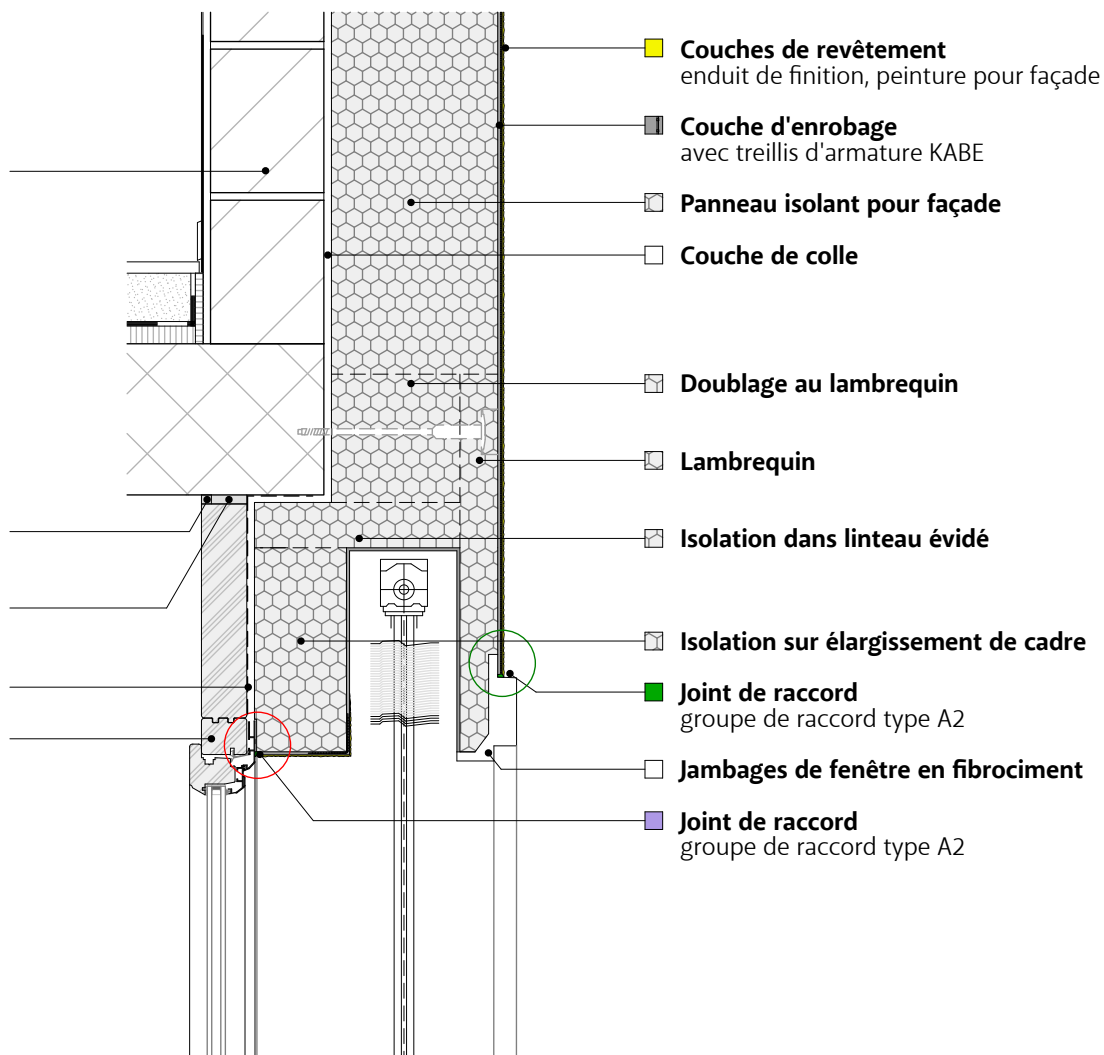 Couches de revêtement
enduit de finition, peinture pour façade
Couche d'enrobage
avec treillis d'armature KABE
Panneau isolant pour façade
Couche de colle
Doublage au lambrequin
Lambrequin
Isolation dans linteau évidé
Isolation sur élargissement de cadre
Joint de raccord
groupe de raccord type A2
Jambages de fenêtre en fibrociment
Joint de raccord
groupe de raccord type A2